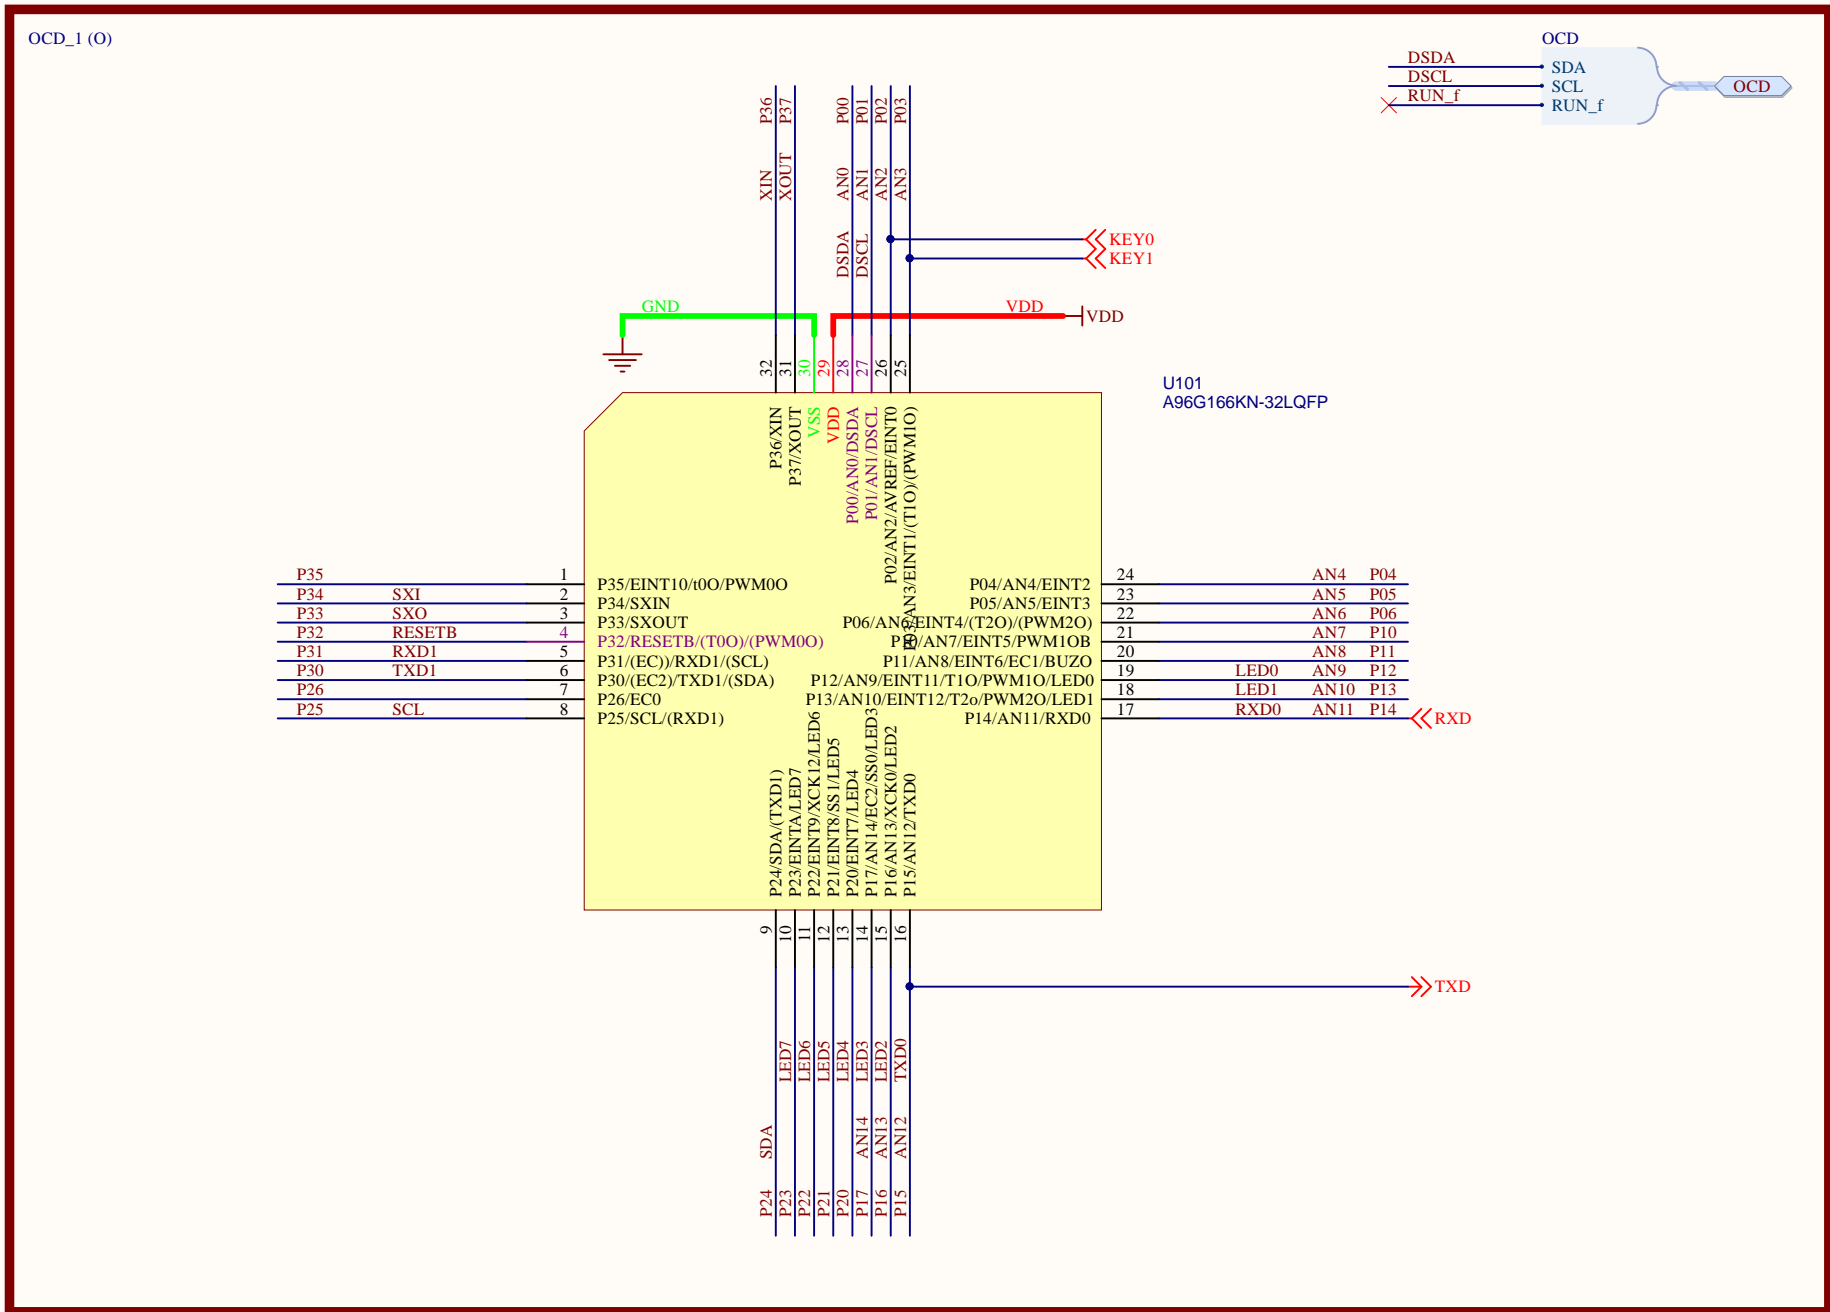 OCD_1 (O)
OCD
DSDA
DSCL
RUN_f
SDA
SCL
RUN_f
OCD
P36
P37
P00
P01
P02
P03
XIN
XOUT
AN0
AN1
AN2
AN3
DSDA
DSCL
KEY0
KEY1
GND
VDD
VDD
32
31
30
29
28
27
26
25
U101
A96G166KN-32LQFP
P36/XIN
P37/XOUT
VSS
VDD
P00/AN0/DSDA
P01/AN1/DSCL
P02/AN2/AVREF/EINT0
P03/AN3/EINT1/(T1O)/(PWM1O)
P35 1 P35/EINT10/t0O/PWM0O
P34 SXI 2 P34/SXIN
P33 SXO 3 P33/SXOUT
P32 RESETB 4 P32/RESETB/(T0O)/(PWM0O)
P31 RXD1 5 P31/(EC))/RXD1/(SCL)
P30 TXD1 6 P30/(EC2)/TXD1/(SDA)
P26 7 P26/EC0
P25 SCL 8 P25/SCL/(RXD1)
P04/AN4/EINT2 24 AN4 P04
P05/AN5/EINT3 23 AN5 P05
P06/AN6/EINT4/(T2O)/(PWM2O) 22 AN6 P06
P10/AN7/EINT5/PWM1OB 21 AN7 P10
P11/AN8/EINT6/EC1/BUZO 20 AN8 P11
P12/AN9/EINT11/T1O/PWM1O/LED0 19 LED0 AN9 P12
P13/AN10/EINT12/T2o/PWM2O/LED1 18 LED1 AN10 P13
P14/AN11/RXD0 17 RXD0 AN11 P14 RXD
P24/SDA/(TXD1)
P23/EINTA/LED7
P22/EINT9/XCK12/LED6
P21/EINT8/SS1/LED5
P20/EINT7/LED4
P17/AN14/EC2/SS0/LED3
P16/AN13/XCK0/LED2
P15/AN12/TXD0
9
10
11
12
13
14
15
16
TXD
LED7
LED6
LED5
LED4
LED3
LED2
TXD0
SDA
AN14
AN13
AN12
P24
P23
P22
P21
P20
P17
P16
P15